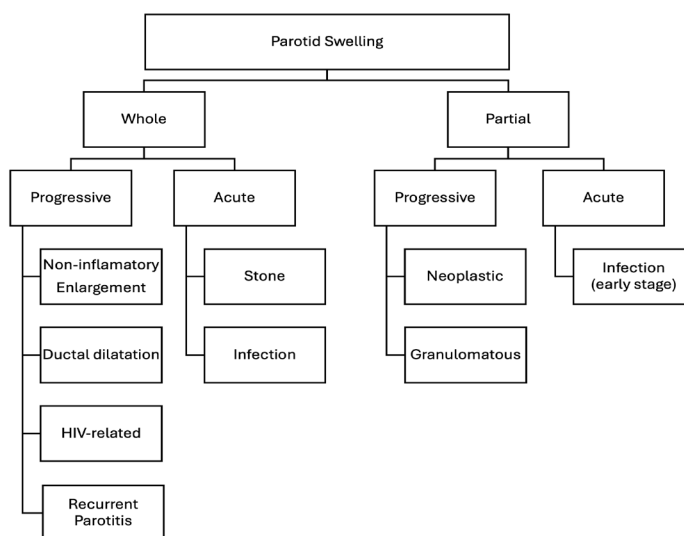 Parotid Swelling
Whole
Partial
Progressive
Acute
Progressive
Acute
Non-inflamatory
Enlargement
Stone
Neoplastic
Infection
(early stage)
Ductal dilatation
Infection
Granulomatous
HIV-related
Recurrent
Parotitis